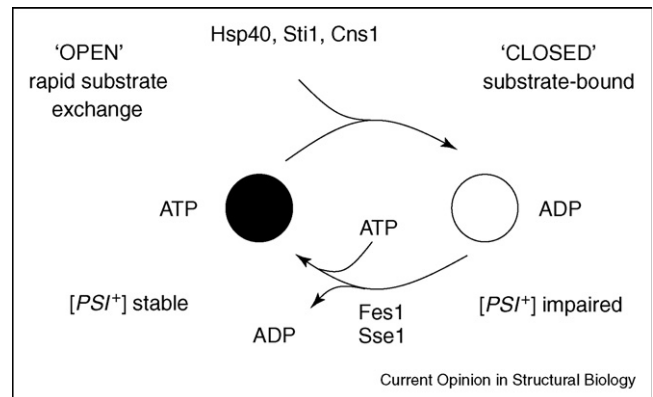 Hsp40, Sti1, Cns1
‘OPEN’
rapid substrate
exchange
‘CLOSED’
substrate-bound
ATP
ADP
ATP
[PSI+] stable
ADP
Fes1
Sse1
[PSI+] impaired
Current Opinion in Structural Biology